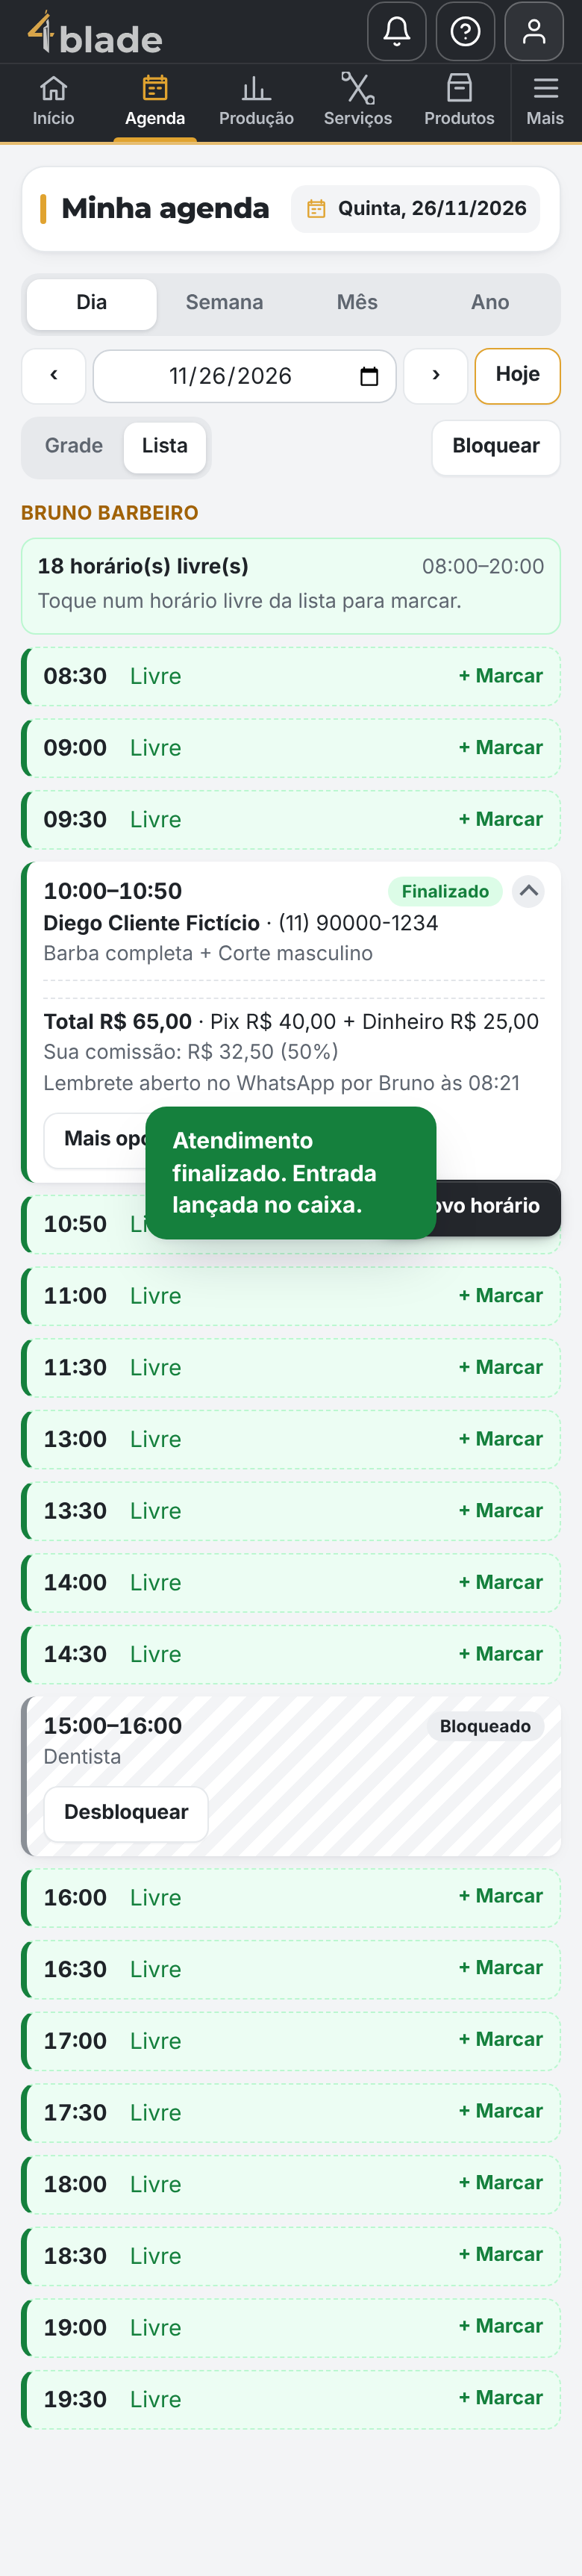 4blade
Início
Agenda
Produção
Serviços
Produtos
Mais
Minha agenda
Quinta, 26/11/2026
Dia
Semana
Mês
Ano
‹
11/26/2026
›
Hoje
Grade
Lista
Bloquear
BRUNO BARBEIRO
18 horário(s) livre(s)
08:00–20:00
Toque num horário livre da lista para marcar.
08:30 Livre + Marcar
09:00 Livre + Marcar
09:30 Livre + Marcar
10:00–10:50 Finalizado
Diego Cliente Fictício · (11) 90000-1234
Barba completa + Corte masculino
Total R$ 65,00 · Pix R$ 40,00 + Dinheiro R$ 25,00
Sua comissão: R$ 32,50 (50%)
Lembrete aberto no WhatsApp por Bruno às 08:21
Mais
Atendimento
finalizado. Entrada
lançada no caixa.
horário
10:50
11:00 Livre + Marcar
11:30 Livre + Marcar
13:00 Livre + Marcar
13:30 Livre + Marcar
14:00 Livre + Marcar
14:30 Livre + Marcar
15:00–16:00 Bloqueado
Dentista
Desbloquear
16:00 Livre + Marcar
16:30 Livre + Marcar
17:00 Livre + Marcar
17:30 Livre + Marcar
18:00 Livre + Marcar
18:30 Livre + Marcar
19:00 Livre + Marcar
19:30 Livre + Marcar